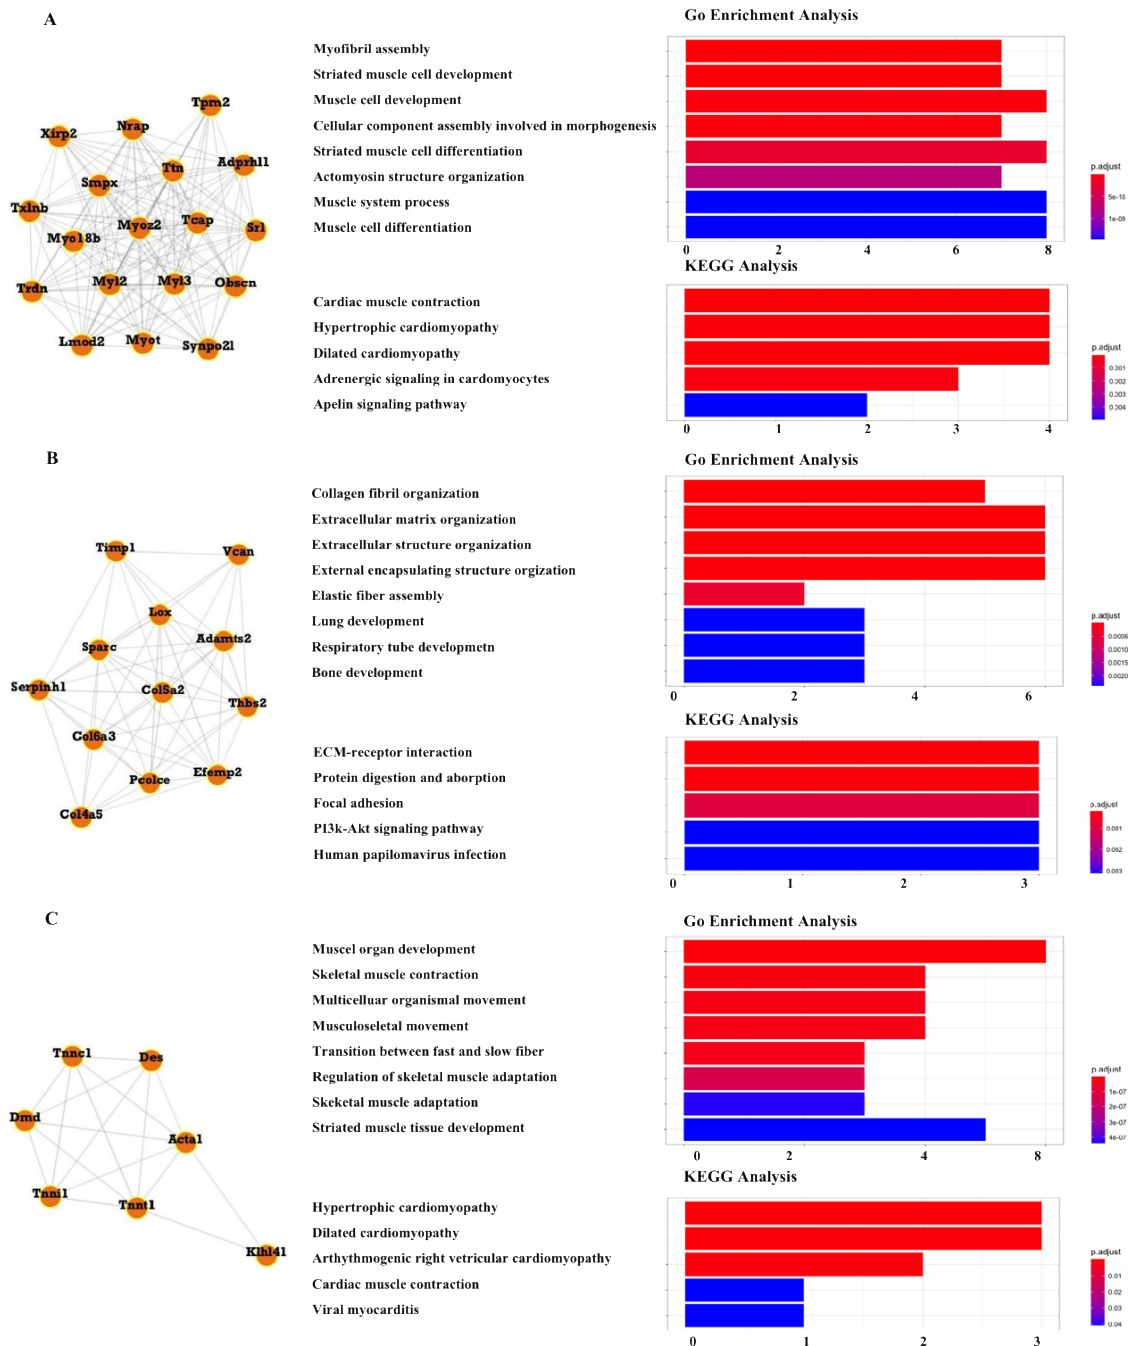 A
Go Enrichment Analysis
Myofibril assembly
Striated muscle cell development
Muscle cell development
Cellular component assembly involved in morphogenesis
Striated muscle cell differentiation
Actomyosin structure organization
Muscle system process
Muscle cell differentiation
0 2 4 6 8
p.adjust
5e-10
1e-09
Tpm2
Xirp2
Nrap
Ttn
Adprhl1
Smpx
Txlnb
Myoz2
Tcap
Srl
Myo18b
Trdn
Myl2
Myl3
Obscn
Lmod2
Myot
Synpo2l
KEGG Analysis
Cardiac muscle contraction
Hypertrophic cardiomyopathy
Dilated cardiomyopathy
Adrenergic signaling in cardomyocytes
Apelin signaling pathway
0 1 2 3 4
p.adjust
0.001
0.002
0.003
0.004
B
Go Enrichment Analysis
Collagen fibril organization
Extracellular matrix organization
Extracellular structure organization
External encapsulating structure orgization
Elastic fiber assembly
Lung development
Respiratory tube developmetn
Bone development
0 2 4 6
p.adjust
0.0005
0.0010
0.0015
0.0020
Timp1
Vcan
Lox
Adamts2
Sparc
Serpinh1
Col5a2
Thbs2
Col6a3
Pcolce
Efemp2
Col4a5
KEGG Analysis
ECM-receptor interaction
Protein digestion and aborption
Focal adhesion
PI3k-Akt signaling pathway
Human papilomavirus infection
0 1 2 3
p.adjust
0.001
0.002
0.003
C
Go Enrichment Analysis
Muscel organ development
Skeletal muscle contraction
Multicelluar organismal movement
Musculoseletal movement
Transition between fast and slow fiber
Regulation of skeletal muscle adaptation
Skeketal muscle adaptation
Striated muscle tissue development
0 2 4 8
p.adjust
1e-07
2e-07
3e-07
4e-07
Tnnc1
Des
Dmd
Acta1
Tnni1
Tnnt1
Klhl41
KEGG Analysis
Hypertrophic cardiomyopathy
Dilated cardiomyopathy
Arthythmogenic right vetricular cardiomyopathy
Cardiac muscle contraction
Viral myocarditis
0 1 2 3
p.adjust
0.01
0.02
0.03
0.04